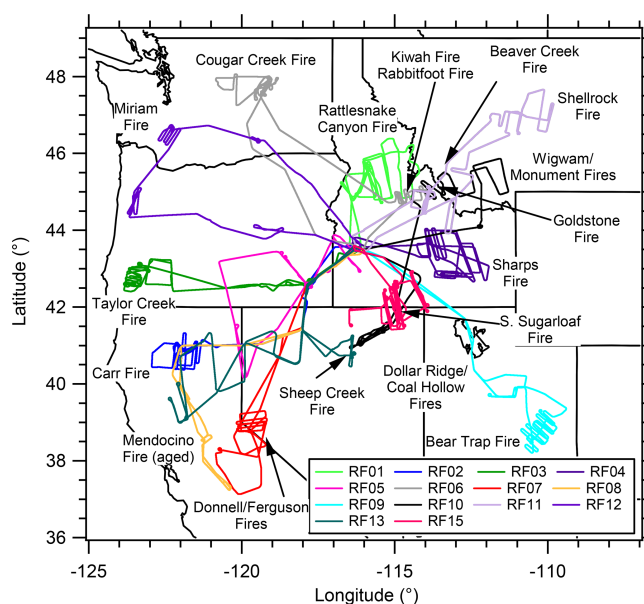 48
46
44
42
40
38
36
Latitude (°)
-125
-120
-115
-110
Longitude (°)
Cougar Creek Fire
Kiwah Fire
Rabbitfoot Fire
Beaver Creek
Fire
Miriam
Fire
Rattlesnake
Canyon Fire
Shellrock
Fire
Wigwam/
Monument Fires
Goldstone
Fire
Sharps
Fire
Taylor Creek
Fire
S. Sugarloaf
Fire
Carr Fire
Sheep Creek
Fire
Dollar Ridge/
Coal Hollow
Fires
Mendocino
Fire (aged)
Bear Trap Fire
Donnell/Ferguson
Fires
RF01 RF02 RF03 RF04
RF05 RF06 RF07 RF08
RF09 RF10 RF11 RF12
RF13 RF15